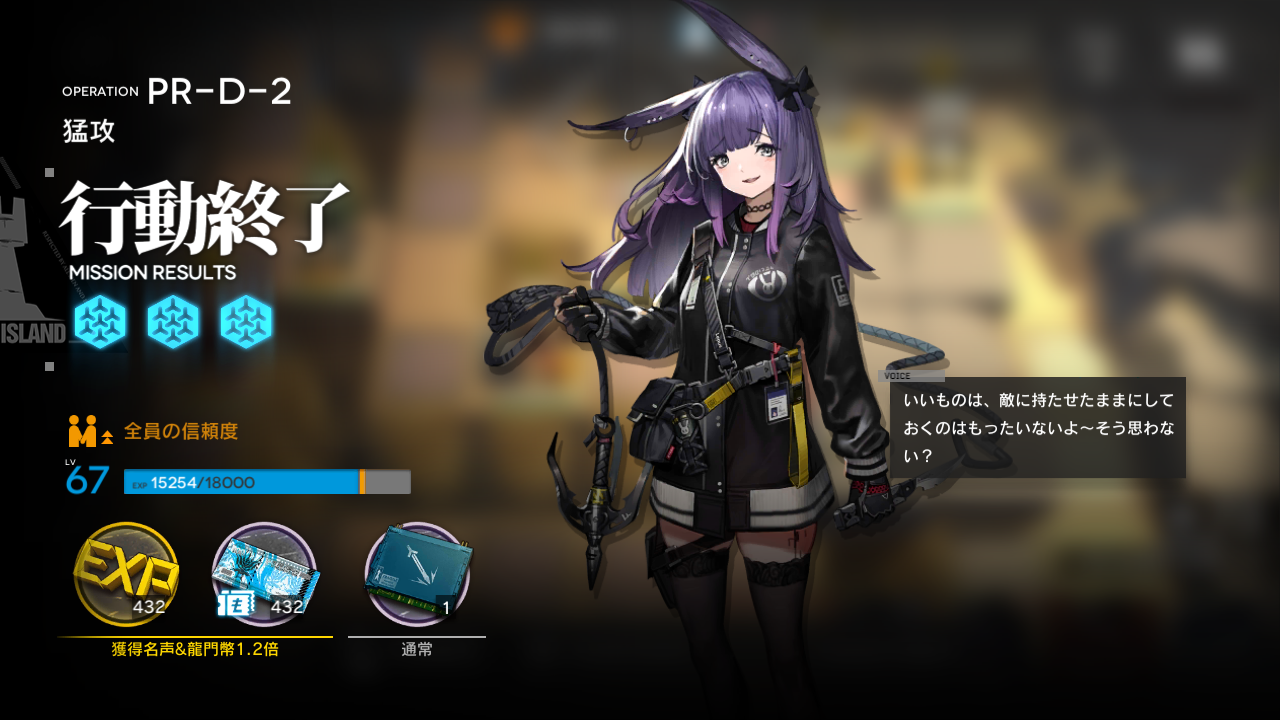 OPERATION PR-D-2
猛攻
行動終了
MISSION RESULTS
ISLAND
全員の信頼度
LV
67
EXP 15254/18000
VOICE
いいものは、敵に持たせたままにして
おくのはもったいないよ～そう思わな
い？
EXP
432
432
1
獲得名声&龍門幣1.2倍
通常